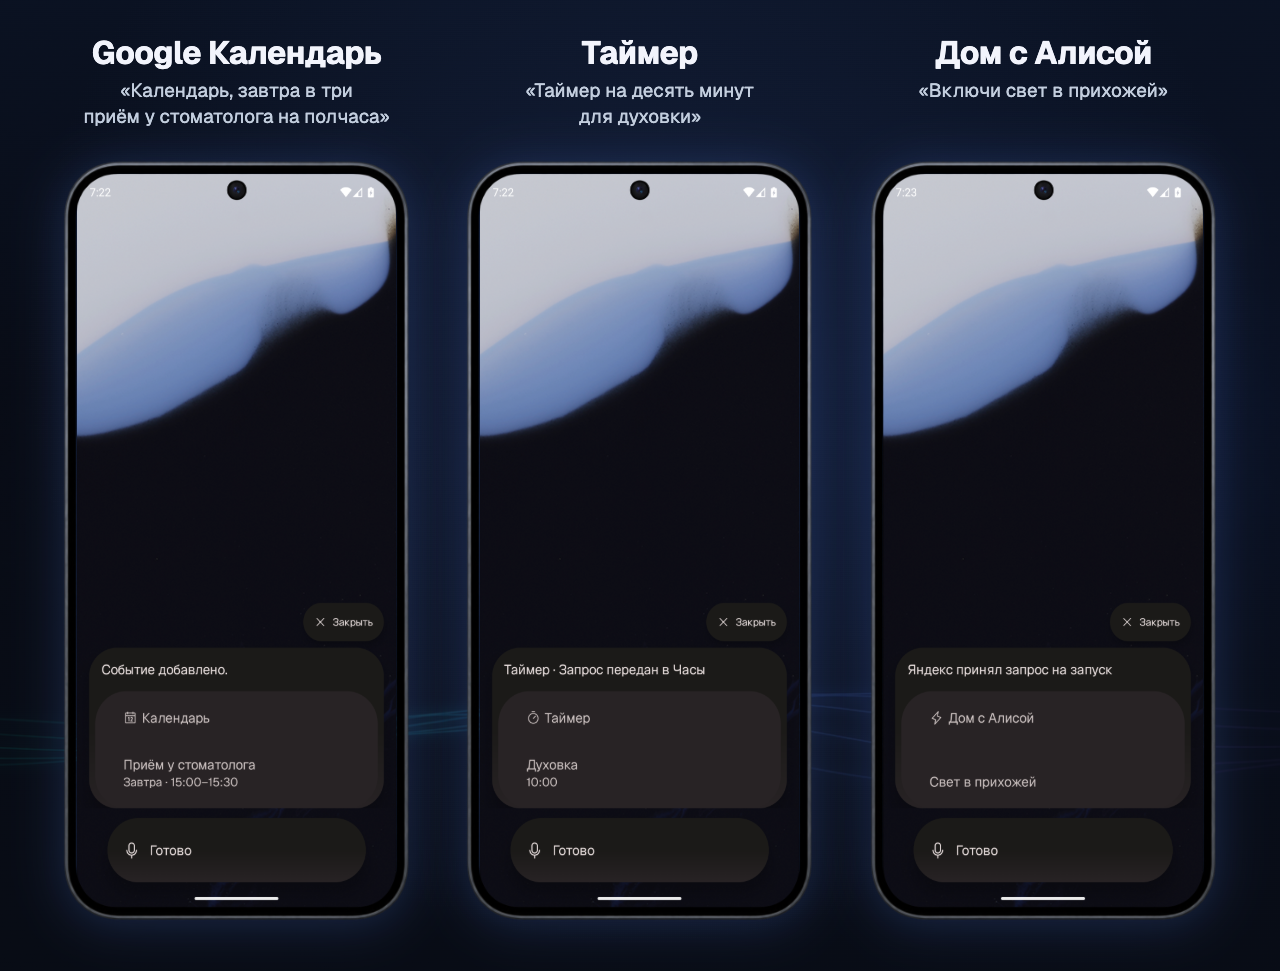 Google Календарь
«Календарь, завтра в три
приём у стоматолога на полчаса»
7:22
Закрыть
Событие добавлено.
Календарь
Приём у стоматолога
Завтра · 15:00–15:30
Готово
Таймер
«Таймер на десять минут
для духовки»
7:22
Закрыть
Таймер · Запрос передан в Часы
Таймер
Духовка
10:00
Готово
Дом с Алисой
«Включи свет в прихожей»
7:23
Закрыть
Яндекс принял запрос на запуск
Дом с Алисой
Свет в прихожей
Готово